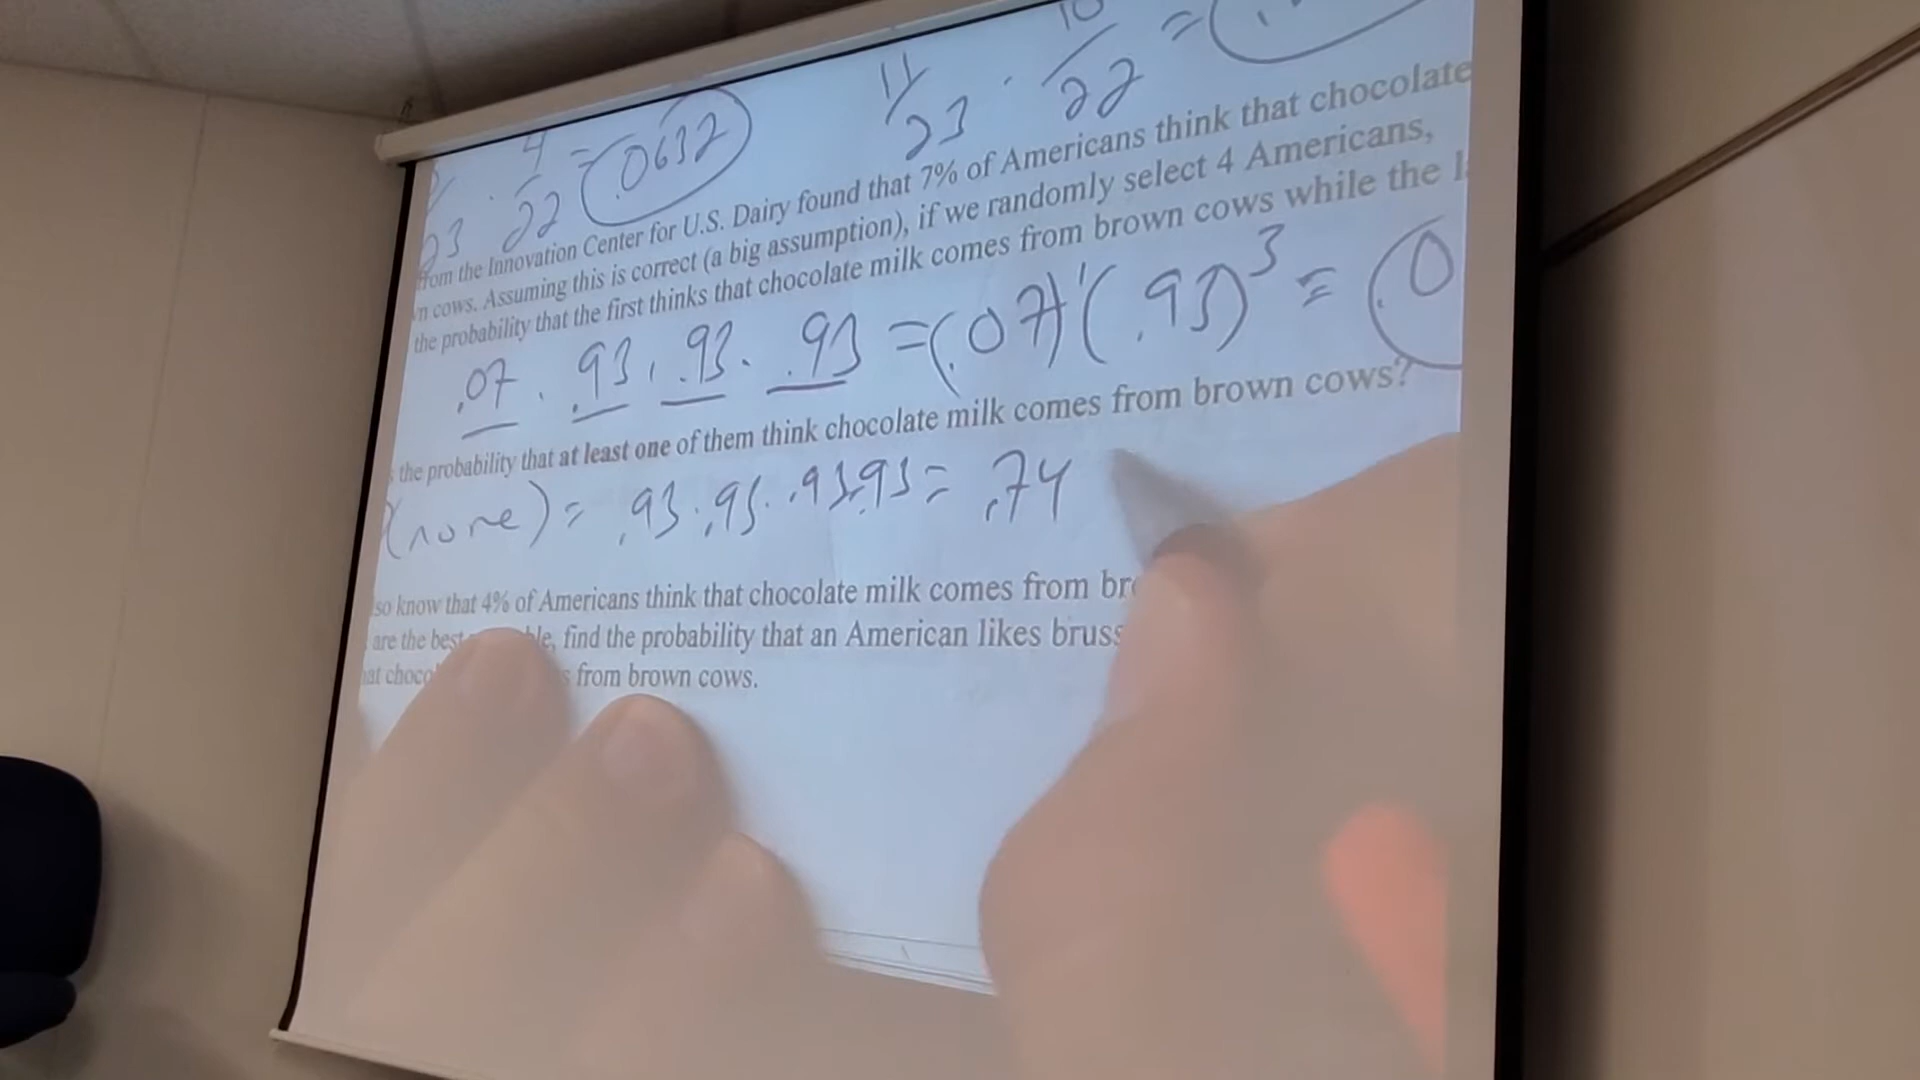 11/23 · 10/22 = .
23 · 4/22 = .0632
from the Innovation Center for U.S. Dairy found that 7% of Americans think that chocolate
n cows. Assuming this is correct (a big assumption), if we randomly select 4 Americans,
the probability that the first thinks that chocolate milk comes from brown cows while the
.07 . .93 . .93 . .93 = (.07)¹(.93)³ = .0
the probability that at least one of them think chocolate milk comes from brown cows?
(none) = .93 · .93 · .93 .93 = .74
so know that 4% of Americans think that chocolate milk comes from
are the best find the probability that an American likes
from brown cows.